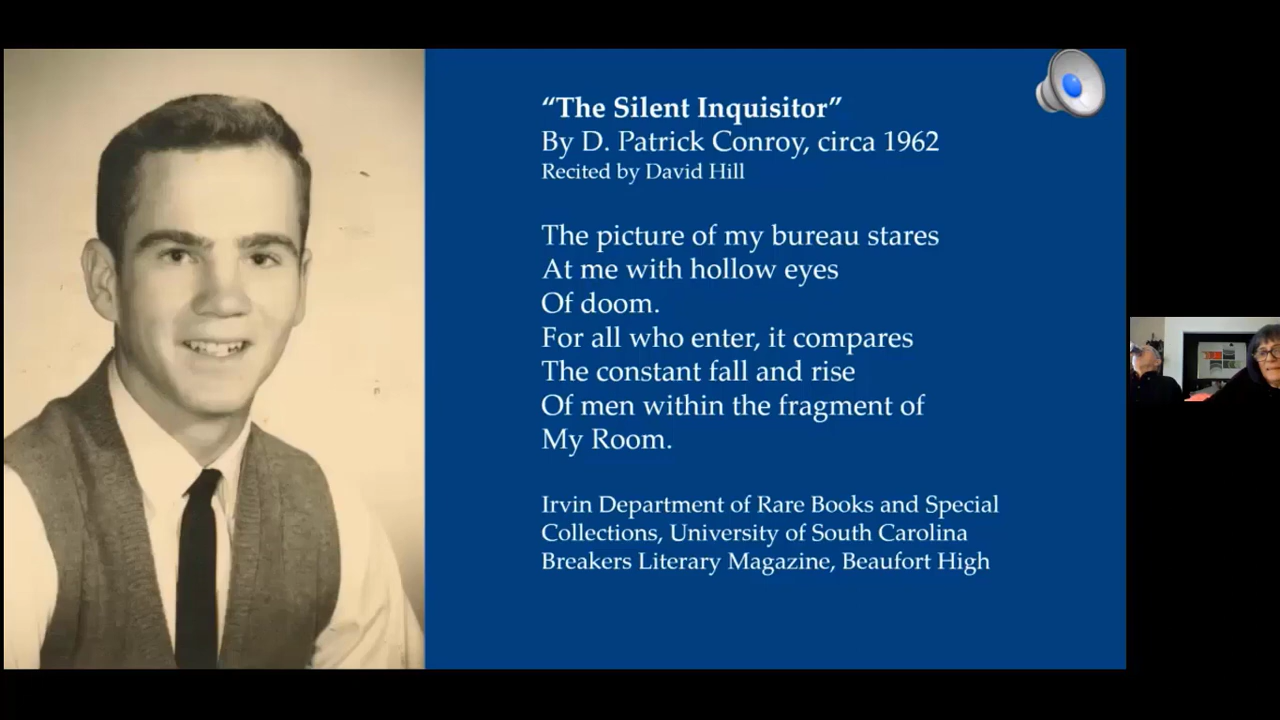 “The Silent Inquisitor”
By D. Patrick Conroy, circa 1962
Recited by David Hill
The picture of my bureau stares
At me with hollow eyes
Of doom.
For all who enter, it compares
The constant fall and rise
Of men within the fragment of
My Room.
Irvin Department of Rare Books and Special
Collections, University of South Carolina
Breakers Literary Magazine, Beaufort High